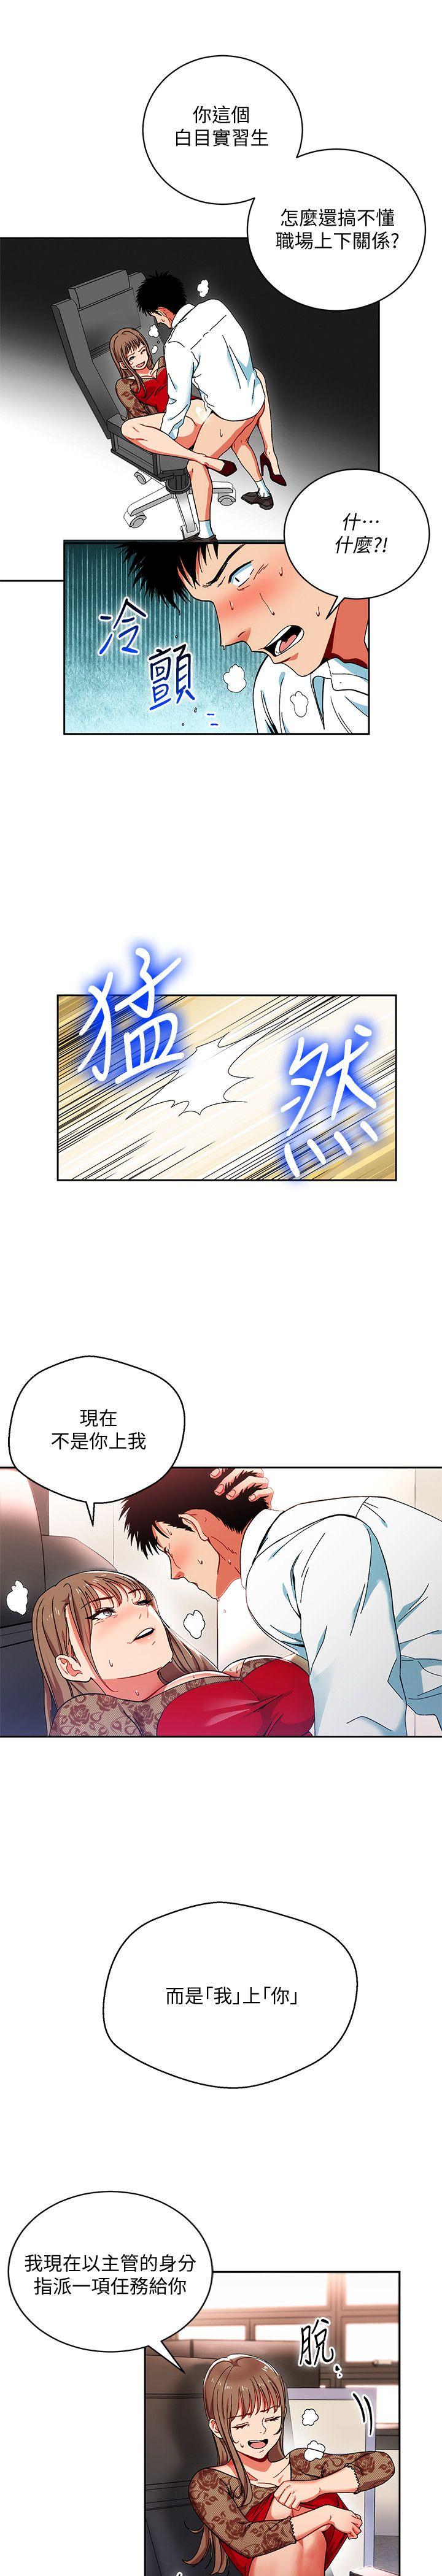 你這個
白目實習生
怎麼還搞不懂
職場上下關係?
什…
什麼?!
冷
顫
猛
然
現在
不是你上我
而是「我」上「你」
我現在以主管的身分
指派一項任務給你
脫